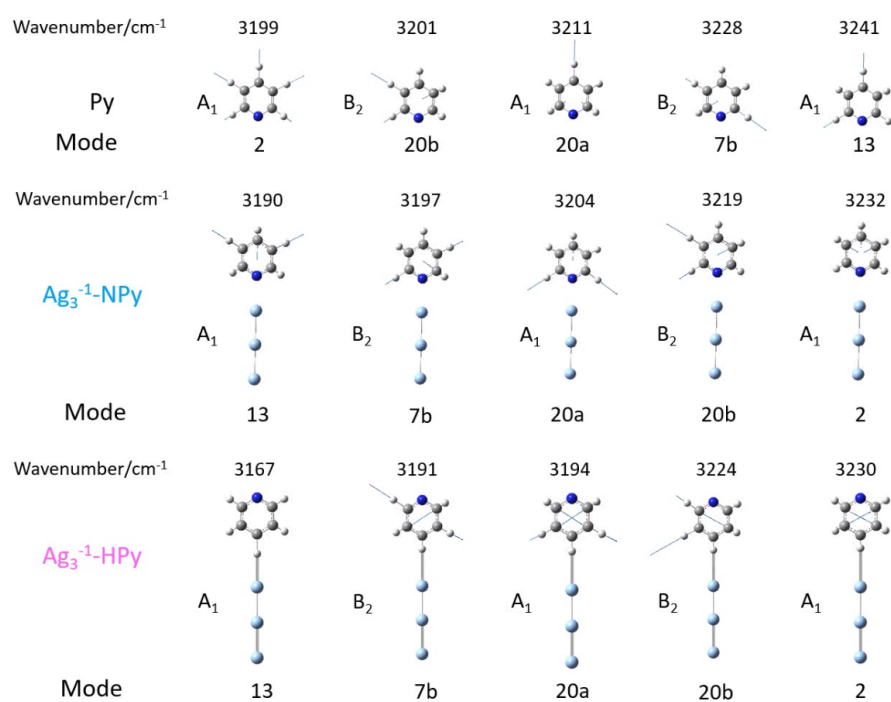 Wavenumber/cm-1 3199 3201 3211 3228 3241
Py A1 B2 A1 B2 A1
Mode 2 20b 20a 7b 13
Wavenumber/cm-1 3190 3197 3204 3219 3232
Ag3-1-NPy A1 B2 A1 B2 A1
Mode 13 7b 20a 20b 2
Wavenumber/cm-1 3167 3191 3194 3224 3230
Ag3-1-HPy A1 B2 A1 B2 A1
Mode 13 7b 20a 20b 2